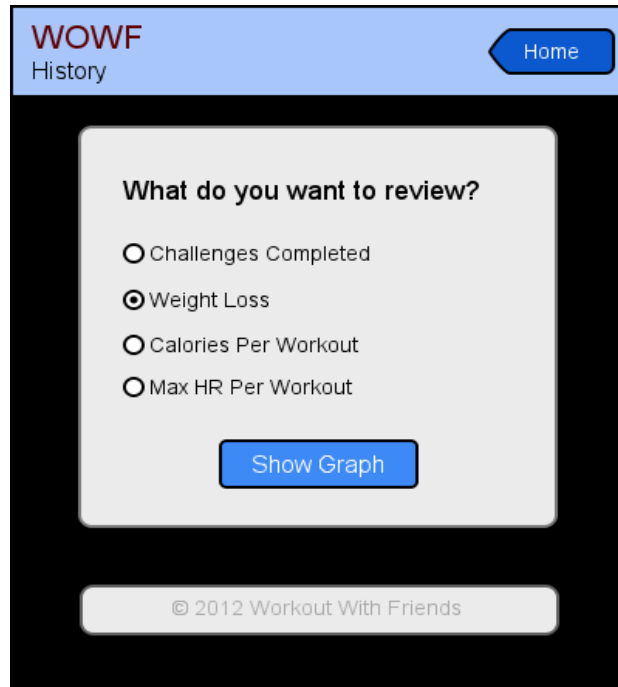 WOWF
History
Home
What do you want to review?
Challenges Completed
Weight Loss
Calories Per Workout
Max HR Per Workout
Show Graph
© 2012 Workout With Friends